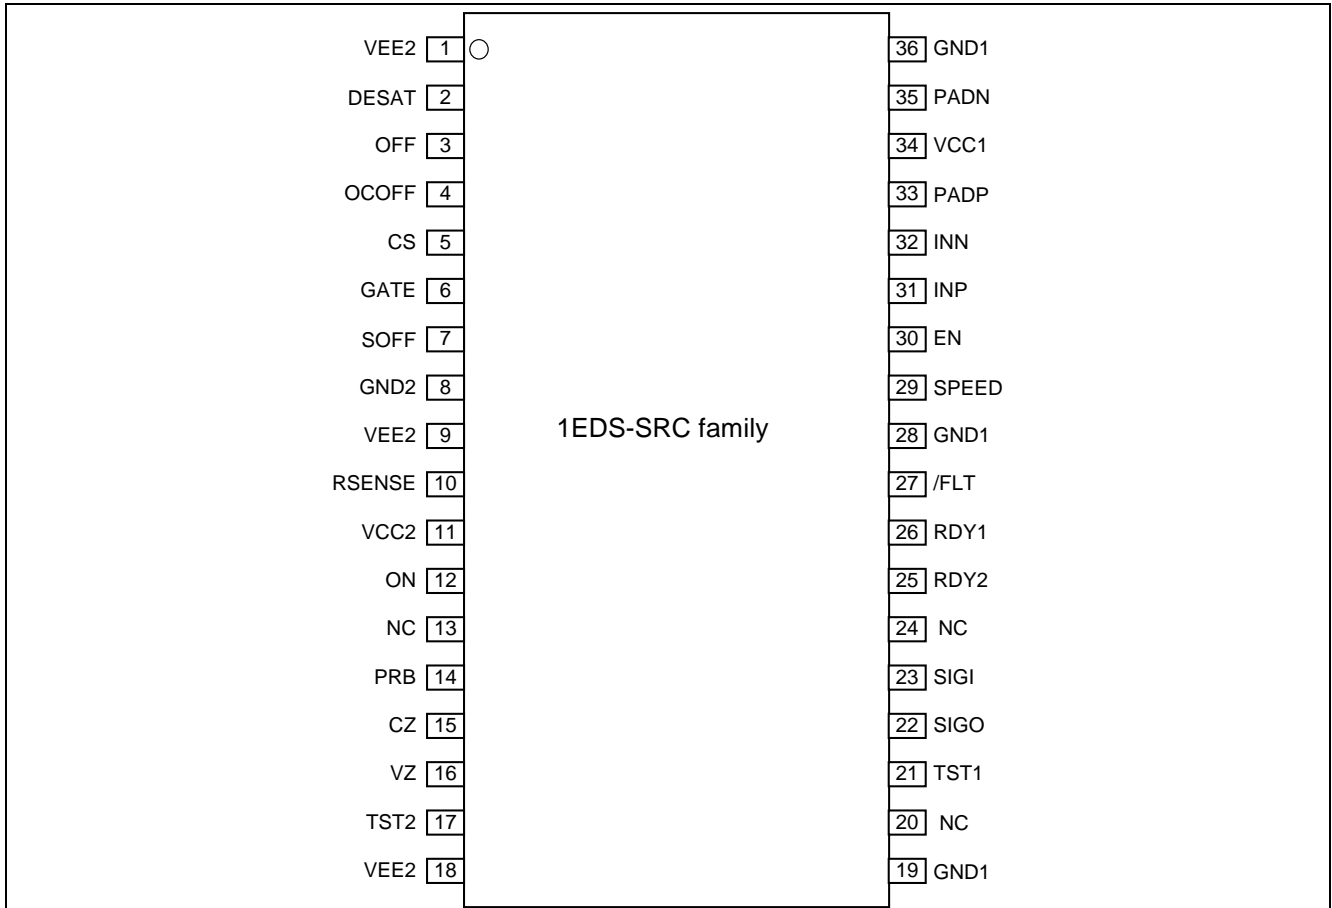 VEE2 1 36 GND1
DESAT 2 35 PADN
OFF 3 34 VCC1
OCOFF 4 33 PADP
CS 5 32 INN
GATE 6 31 INP
SOFF 7 30 EN
GND2 8 29 SPEED
1EDS-SRC family
VEE2 9 28 GND1
RSENSE 10 27 /FLT
VCC2 11 26 RDY1
ON 12 25 RDY2
NC 13 24 NC
PRB 14 23 SIGI
CZ 15 22 SIGO
VZ 16 21 TST1
TST2 17 20 NC
VEE2 18 19 GND1